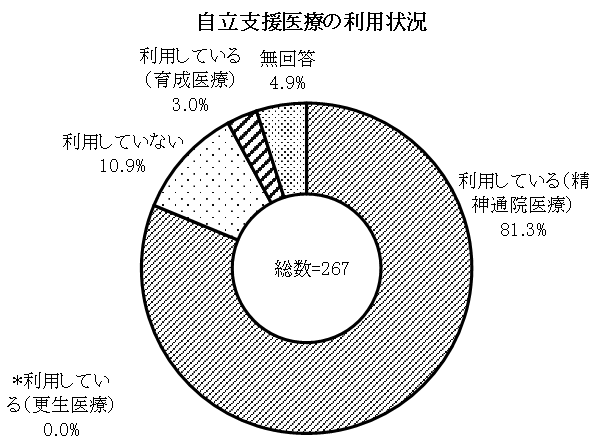 自立支援医療の利用状況
利用している
（育成医療）
3.0%
無回答
4.9%
利用していない
10.9%
利用している（精
神通院医療）
81.3%
総数=267
*利用してい
る（更生医療）
0.0%